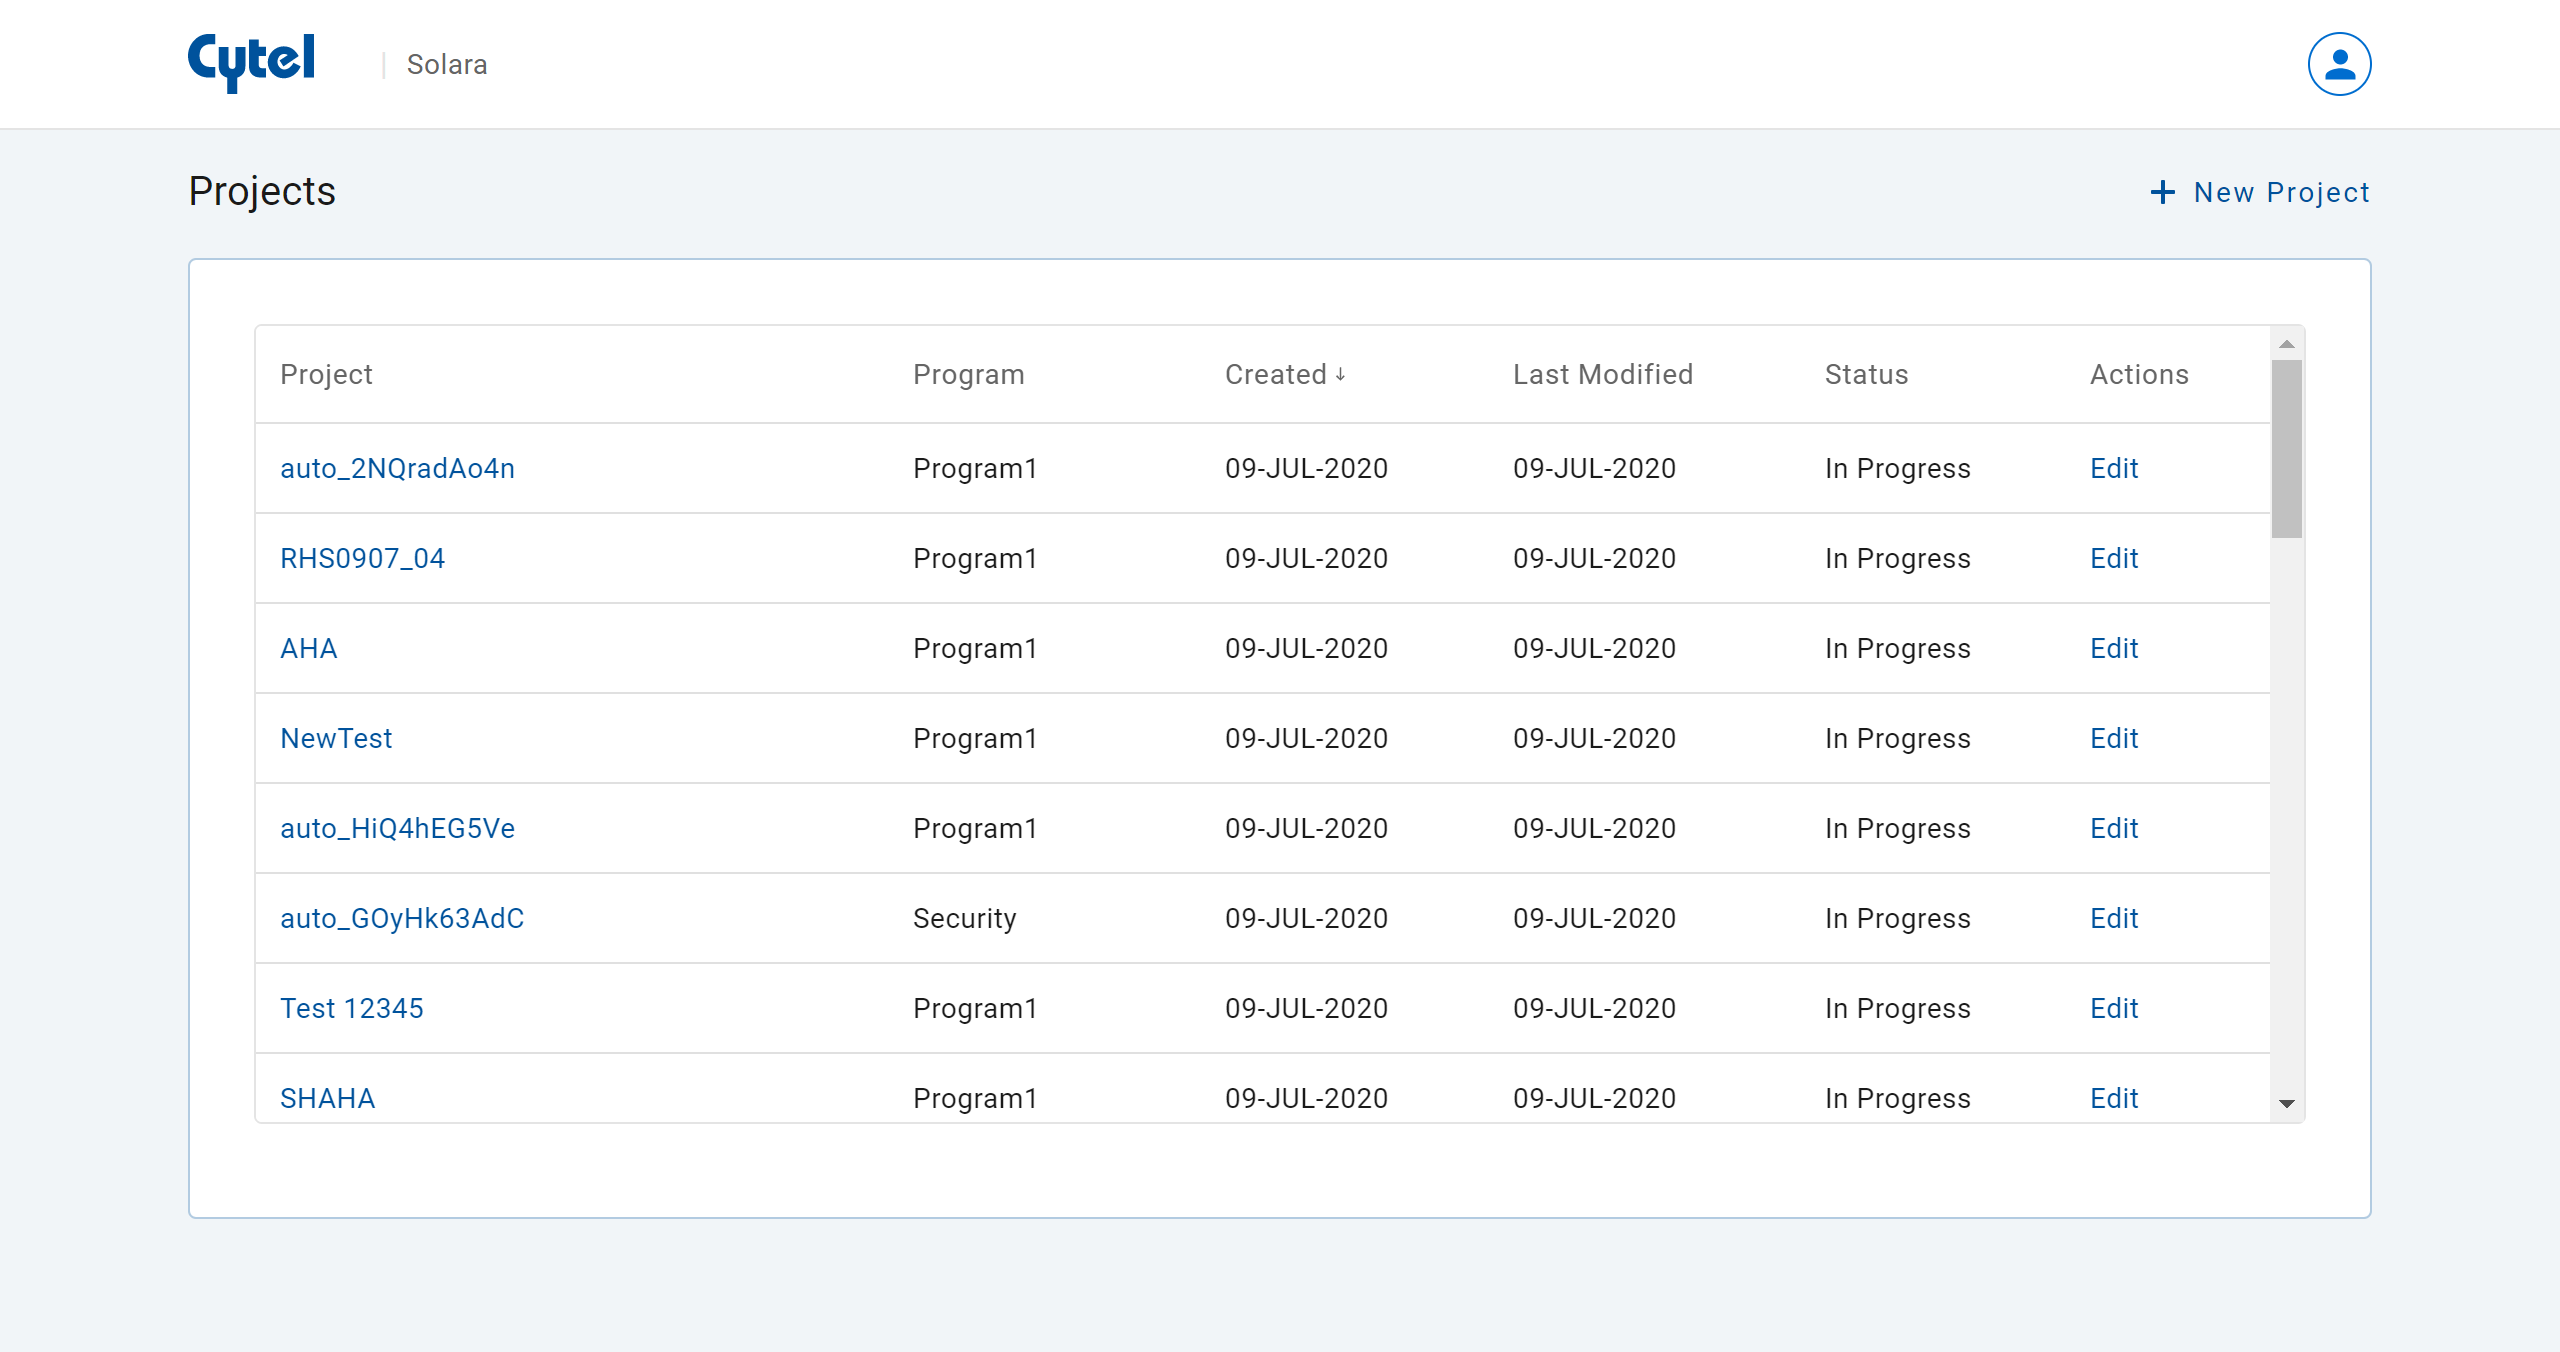 Cytel | Solara
Projects
+ New Project
Project Program Created ↓ Last Modified Status Actions
auto_2NQradAo4n Program1 09-JUL-2020 09-JUL-2020 In Progress Edit
RHS0907_04 Program1 09-JUL-2020 09-JUL-2020 In Progress Edit
AHA Program1 09-JUL-2020 09-JUL-2020 In Progress Edit
NewTest Program1 09-JUL-2020 09-JUL-2020 In Progress Edit
auto_HiQ4hEG5Ve Program1 09-JUL-2020 09-JUL-2020 In Progress Edit
auto_GOyHk63AdC Security 09-JUL-2020 09-JUL-2020 In Progress Edit
Test 12345 Program1 09-JUL-2020 09-JUL-2020 In Progress Edit
SHAHA Program1 09-JUL-2020 09-JUL-2020 In Progress Edit